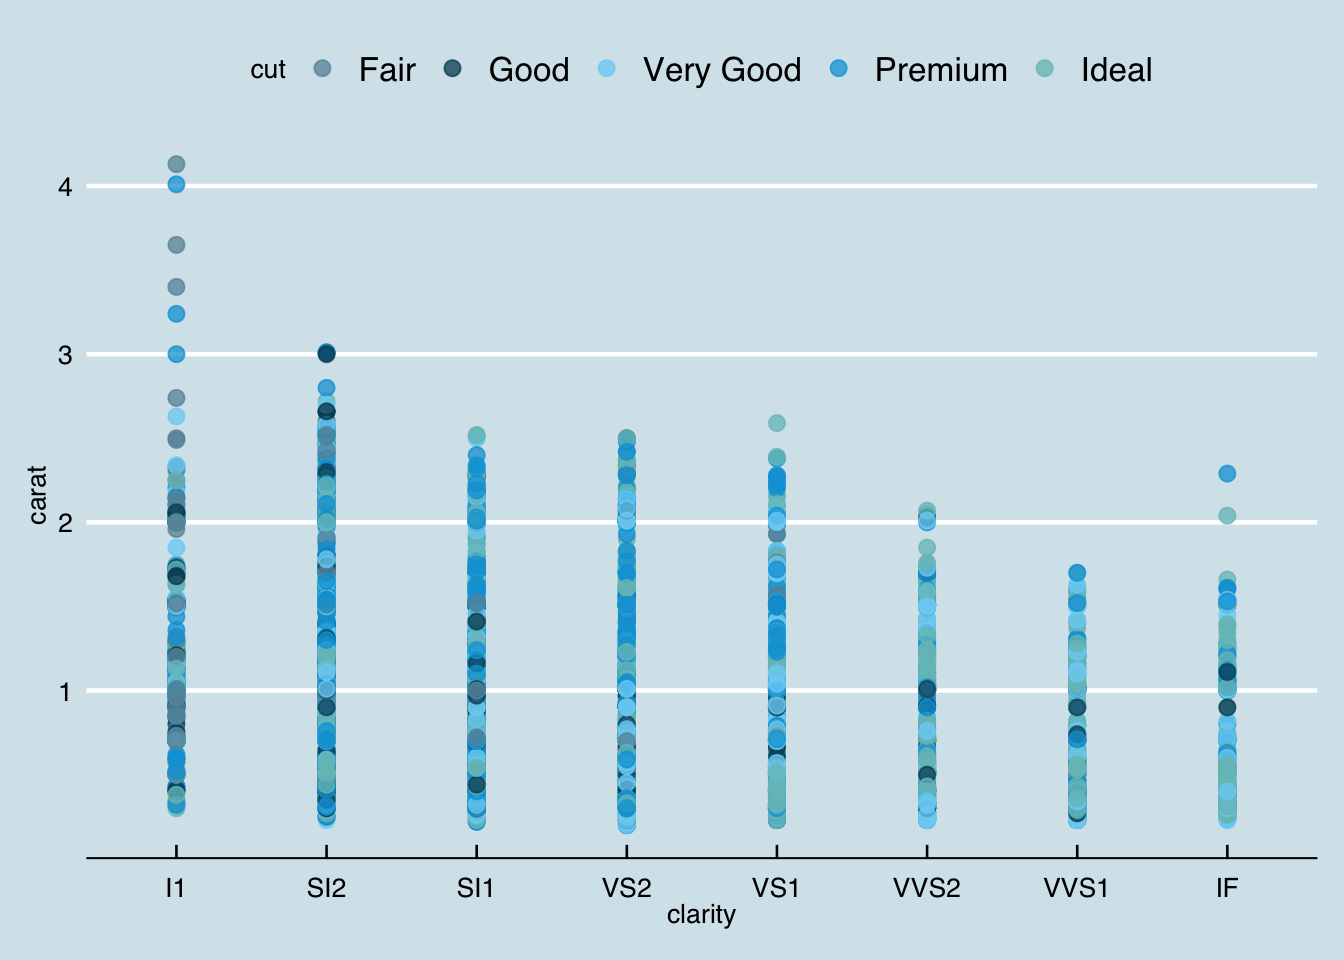 cut Fair Good Very Good Premium Ideal
4
3
2
1
carat
I1 SI2 SI1 VS2 VS1 VVS2 VVS1 IF
clarity